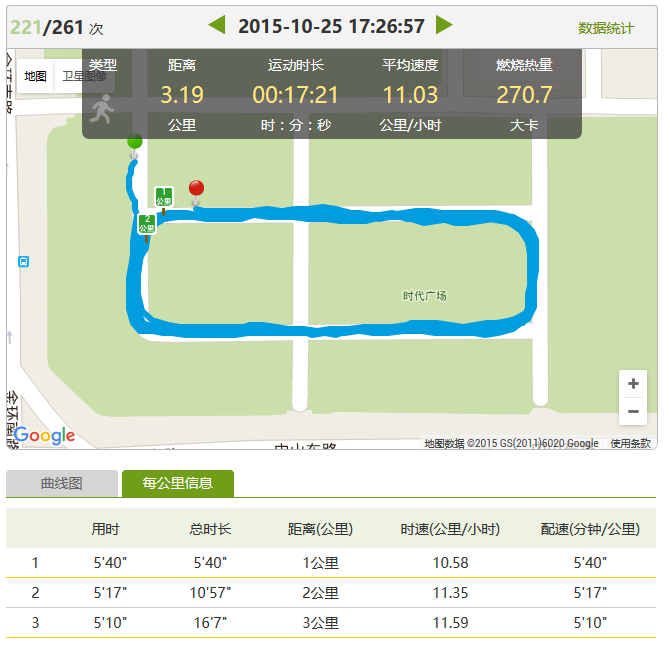 221/261 次
2015-10-25 17:26:57
数据统计
地图
卫星图像
类型 距离 运动时长 平均速度 燃烧热量
3.19 00:17:21 11.03 270.7
公里 时 : 分 : 秒 公里/小时 大卡
1
公里
2
公里
时代广场
+
−
Google
中山东路
地图数据 ©2015 GS(2011)6020 Google 使用条款
曲线图 每公里信息
用时 总时长 距离(公里) 时速(公里/小时) 配速(分钟/公里)
1 5'40" 5'40" 1公里 10.58 5'40"
2 5'17" 10'57" 2公里 11.35 5'17"
3 5'10" 16'7" 3公里 11.59 5'10"